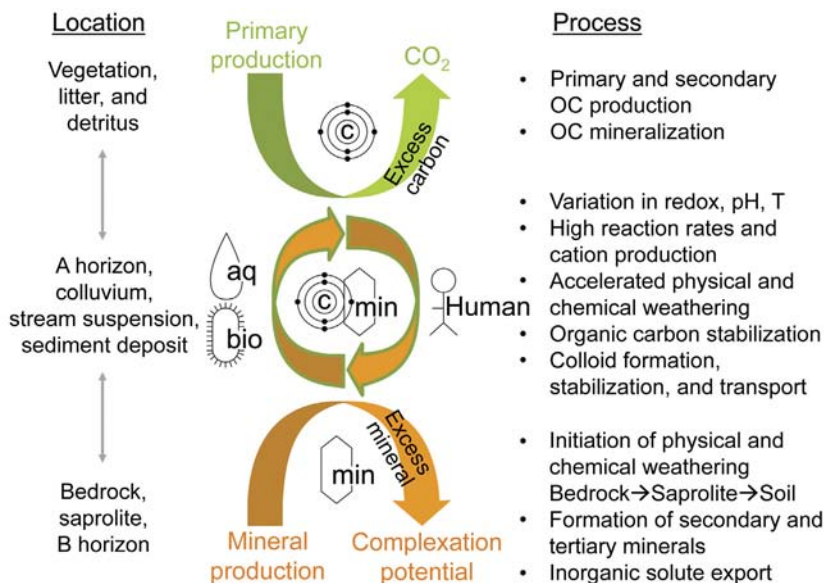 Location
Vegetation,
litter, and
detritus
A horizon,
colluvium,
stream suspension,
sediment deposit
Bedrock,
saprolite,
B horizon
Primary
production
CO₂
C
Excess
carbon
aq
bio
C
min
Human
Excess
mineral
min
Mineral
production
Complexation
potential
Process
• Primary and secondary
OC production
• OC mineralization
• Variation in redox, pH, T
• High reaction rates and
cation production
• Accelerated physical and
chemical weathering
• Organic carbon stabilization
• Colloid formation,
stabilization, and transport
• Initiation of physical and
chemical weathering
Bedrock→Saprolite→Soil
• Formation of secondary and
tertiary minerals
• Inorganic solute export